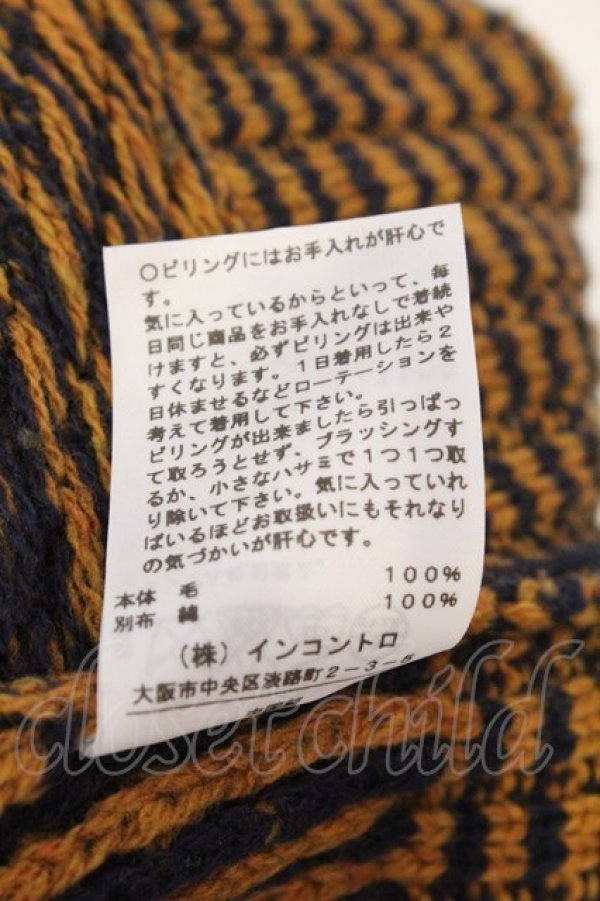 ○ピリングにはお手入れが肝心で
す。
気に入っているからといって、毎
日同じ商品をお手入れなしで着続
けますと、必ずピリングは出来や
すくなります。1日着用したら2
日休ませるなどローテーションを
考えて着用して下さい。
ピリングが出来ましたら引っぱっ
て取ろうとせず、ブラッシングす
るか、小さなハサミで1つ1つ取
り除いて下さい。気に入っていれ
ばいるほどお取扱いにもそれなり
の気づかいが肝心です。
本体 毛 100%
別布 綿 100%
(株)インコントロ
大阪市中央区淡路町2-3-5
closet child